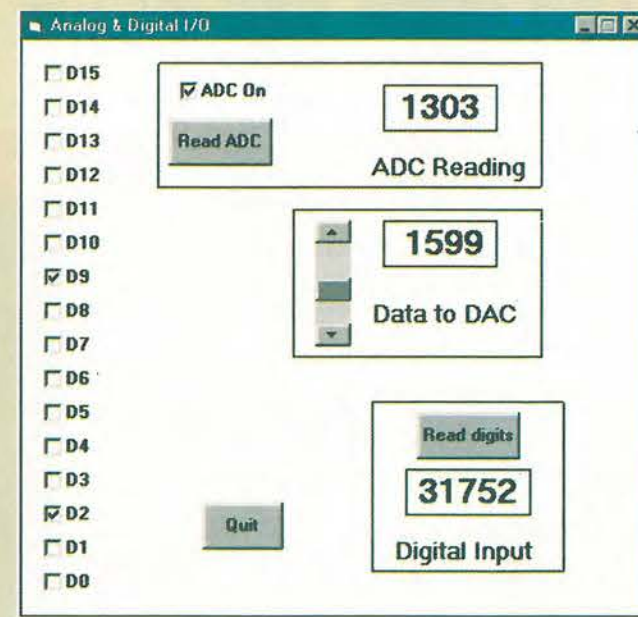 Analog & Digital I/O
D15
D14
D13
D12
D11
D10
D9
D8
D7
D6
D5
D4
D3
D2
D1
D0
ADC On
Read ADC
1303
ADC Reading
1599
Data to DAC
Read digits
31752
Digital Input
Quit